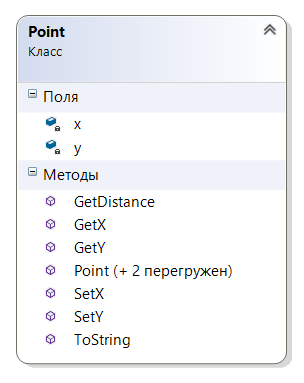 Point
Класс
Поля
x
y
Методы
GetDistance
GetX
GetY
Point (+ 2 перегружен)
SetX
SetY
ToString